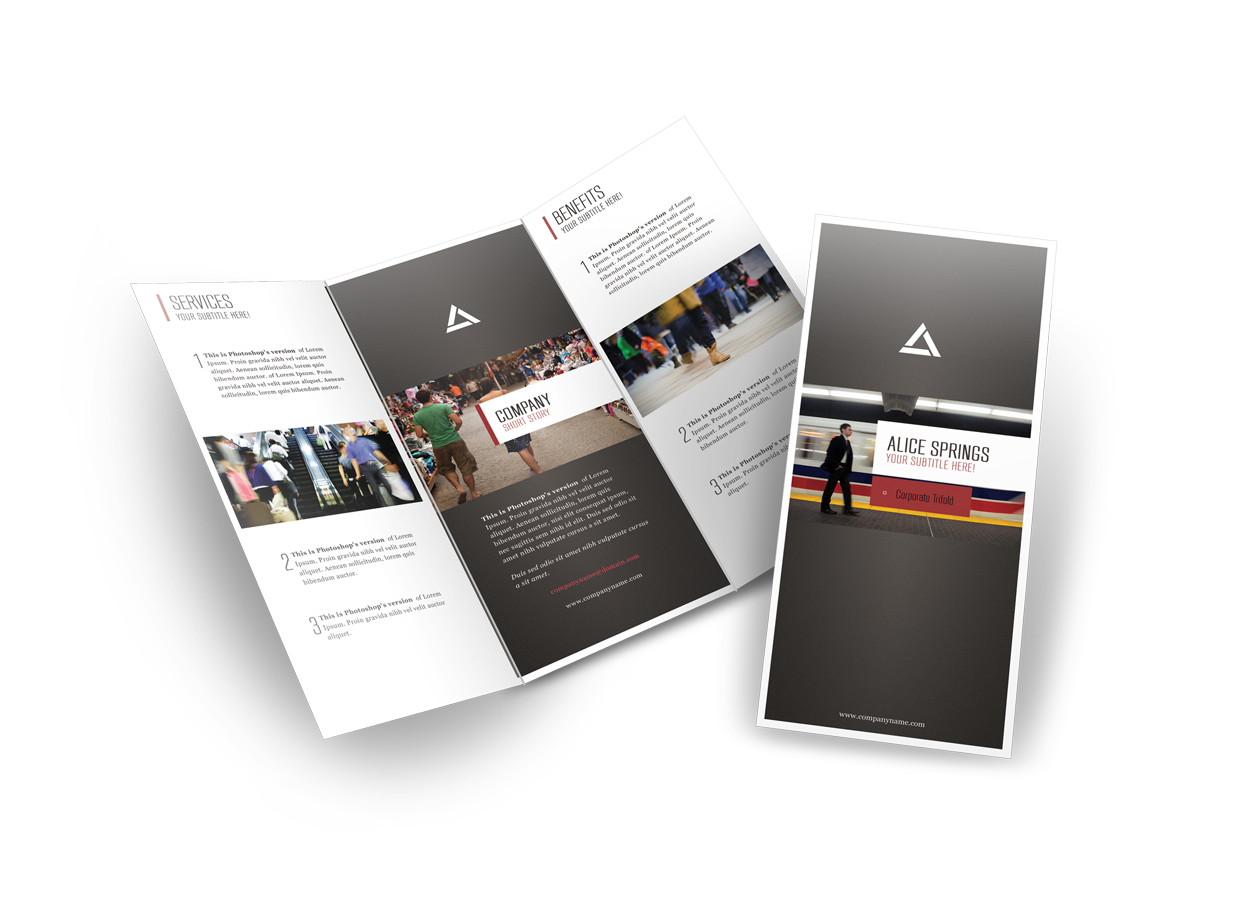 SERVICES
YOUR SUBTITLE HERE!
1
This is Photoshop's version of Lorem
Ipsum. Proin gravida nibh vel velit auctor
aliquet. Aenean sollicitudin, lorem quis
bibendum auctor, of Lorem Ipsum. Proin
gravida nibh vel velit auctor aliquet. Aenean
sollicitudin, lorem quis bibendum auctor.
2
This is Photoshop's version of Lorem
Ipsum. Proin gravida nibh vel velit auctor
aliquet. Aenean sollicitudin, lorem quis
bibendum auctor.
3
This is Photoshop's version of Lorem
Ipsum. Proin gravida nibh vel velit auctor
aliquet.
COMPANY
SHORT STORY
This is Photoshop's version of Lorem
Ipsum. Proin gravida nibh vel velit auctor
aliquet. Aenean sollicitudin, lorem quis
bibendum auctor, nisi elit consequat ipsum,
nec sagittis sem nibh id elit. Duis sed odio sit
amet nibh vulputate cursus a sit amet.
Duis sed odio sit amet nibh vulputate cursus
a sit amet.
companyname@domain.com
www.companyname.com
BENEFITS
YOUR SUBTITLE HERE!
1
This is Photoshop's version of Lorem
Ipsum. Proin gravida nibh vel velit auctor
aliquet. Aenean sollicitudin, lorem quis
bibendum auctor, of Lorem Ipsum. Proin
gravida nibh vel velit auctor aliquet. Aenean
sollicitudin, lorem quis bibendum auctor.
2
This is Photoshop's version of Lorem
Ipsum. Proin gravida nibh vel velit auctor
aliquet. Aenean sollicitudin, lorem quis
bibendum auctor.
3
This is Photoshop's
Ipsum. Proin gravida nibh
aliquet.
ALICE SPRINGS
YOUR SUBTITLE HERE!
Corporate Trifold
www.companyname.com